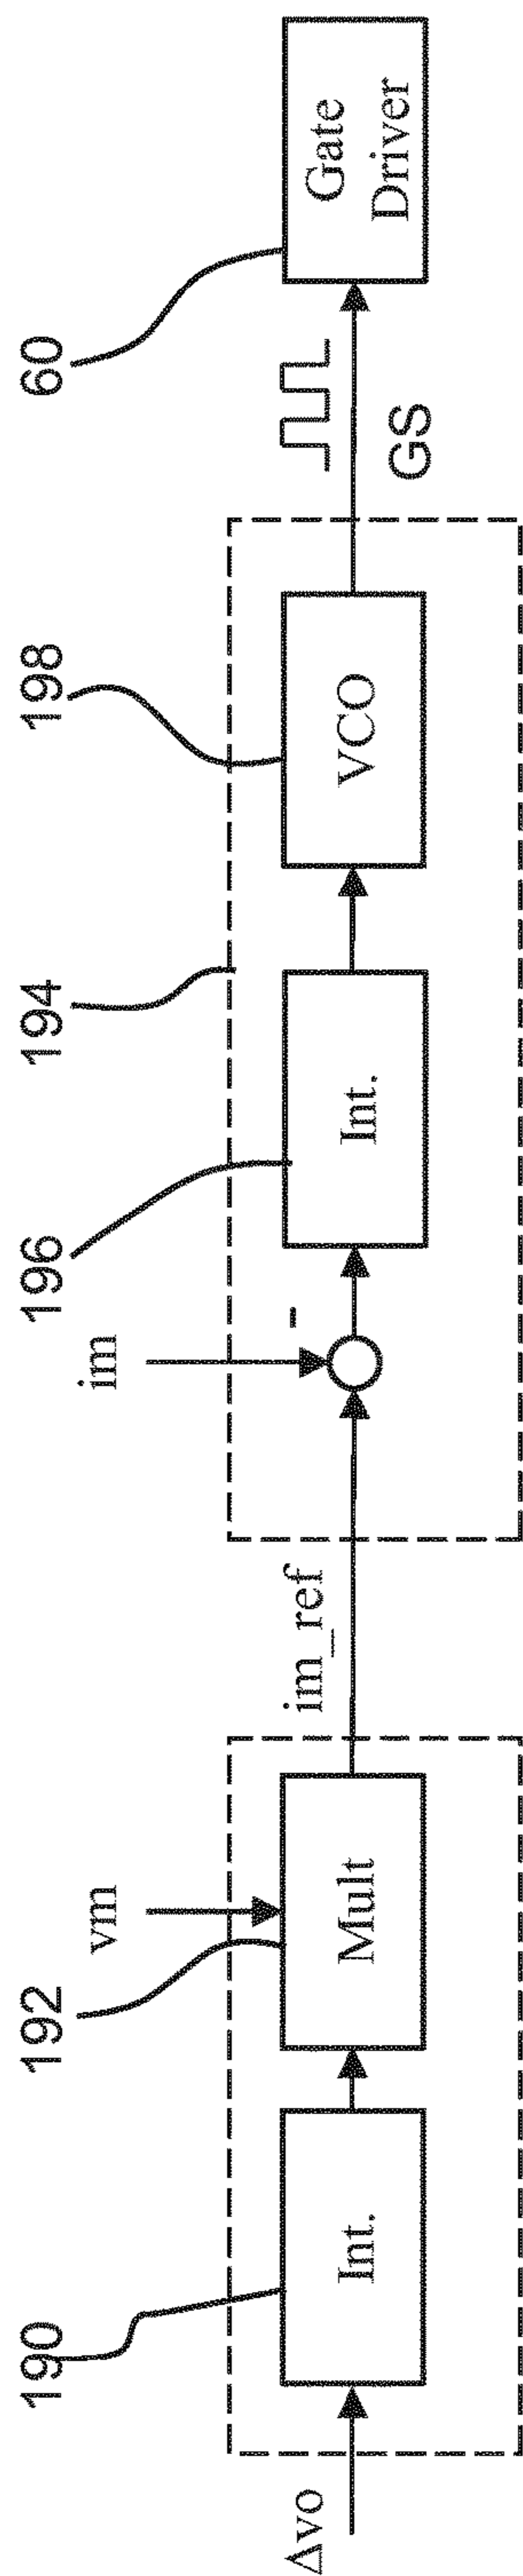 190
192
196
194
198
60
vm
im
Δvo
Int.
Mult
im_ref
-
Int.
VCO
GS
Gate
Driver